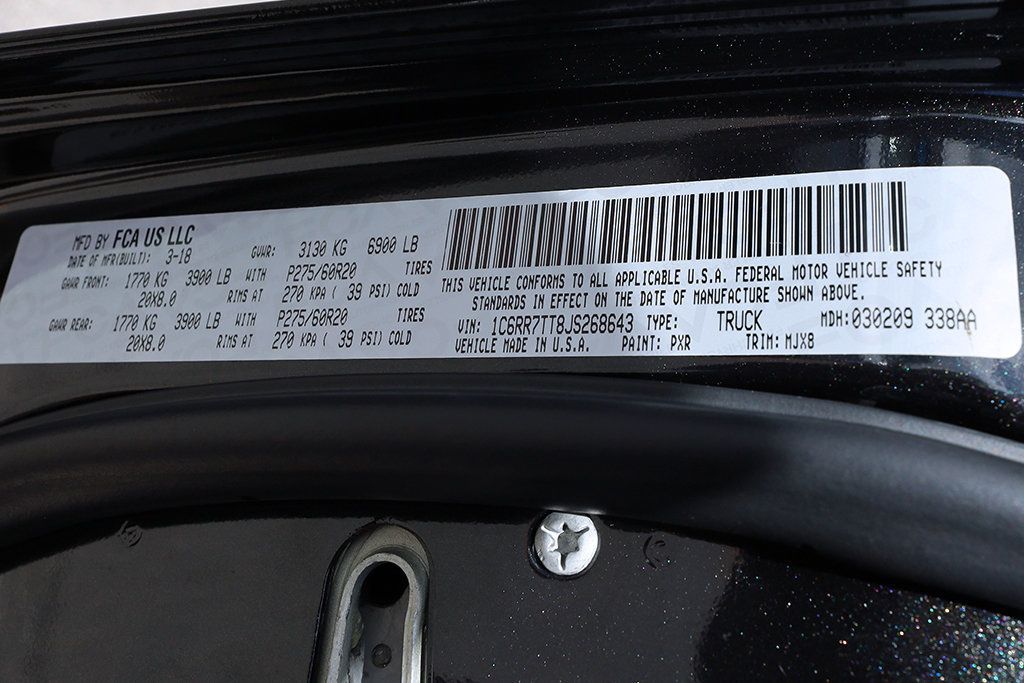 MFD BY FCA US LLC
DATE OF MFR(BUILT): 3-18 GVWR: 3130 KG 6900 LB
GAWR FRONT: 1770 KG 3900 LB WITH P275/60R20 TIRES
20X8.0 RIMS AT 270 KPA ( 39 PSI) COLD
GAWR REAR: 1770 KG 3900 LB WITH P275/60R20 TIRES
20X8.0 RIMS AT 270 KPA ( 39 PSI) COLD
THIS VEHICLE CONFORMS TO ALL APPLICABLE U.S.A. FEDERAL MOTOR VEHICLE SAFETY
STANDARDS IN EFFECT ON THE DATE OF MANUFACTURE SHOWN ABOVE.
VIN: 1C6RR7TT8JS268643 TYPE: TRUCK MDH:030209 338AA
VEHICLE MADE IN U.S.A. PAINT: PXR TRIM: MJX8